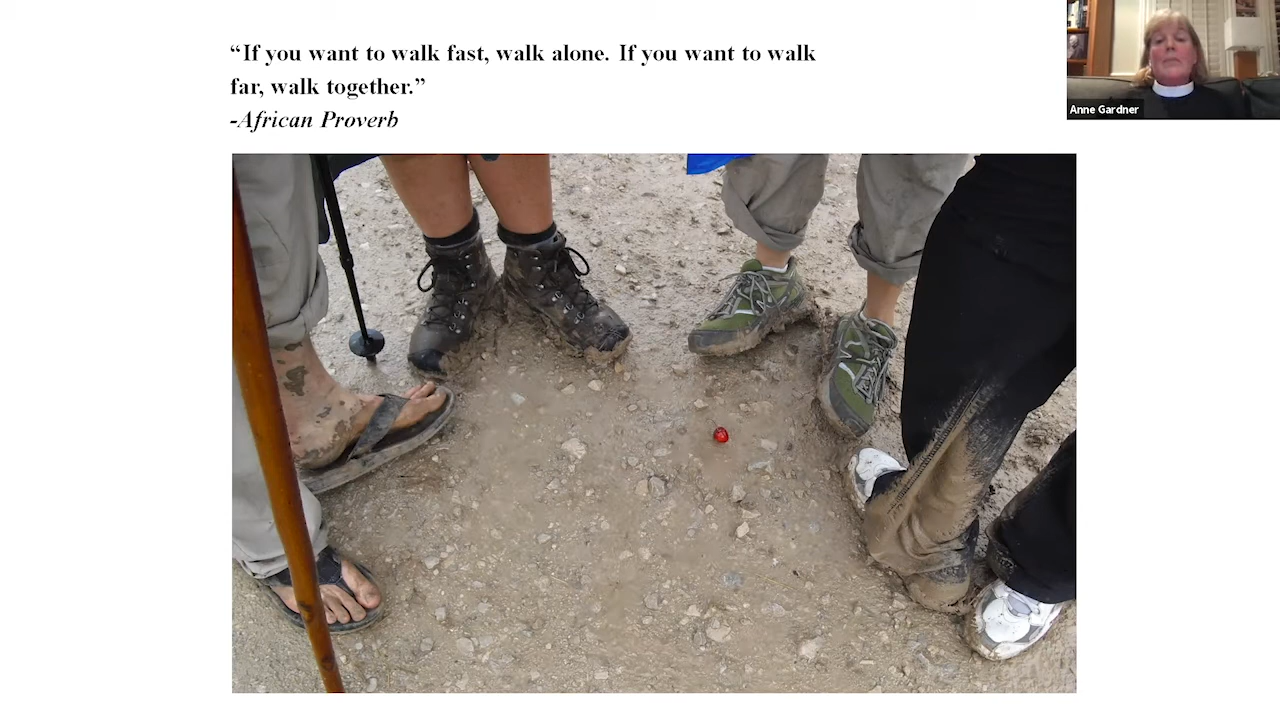 “If you want to walk fast, walk alone. If you want to walk
far, walk together.”
-African Proverb
Anne Gardner